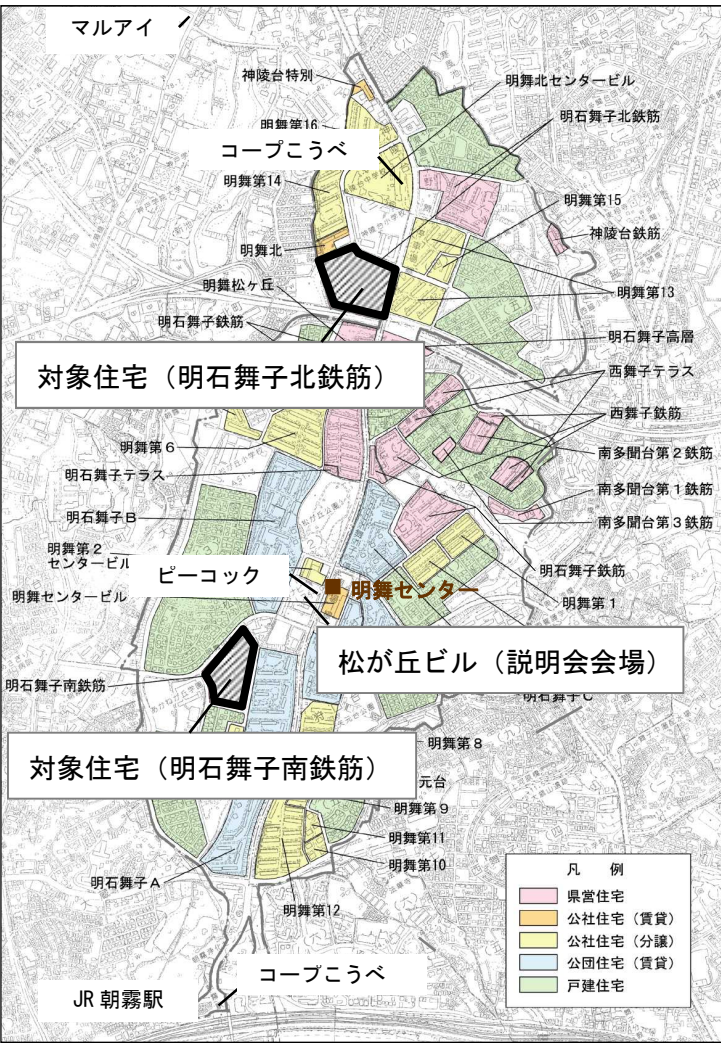 マルアイ
神陵台特別
明舞北センタービル
明舞第16
明石舞子北鉄筋
コープこうべ
明舞第14
明舞第15
神陵台鉄筋
明舞北
明舞松ヶ丘
明舞第13
明石舞子鉄筋
明石舞子高層
対象住宅（明石舞子北鉄筋）
西舞子テラス
西舞子鉄筋
明舞第６
南多聞台第２鉄筋
明石舞子テラス
南多聞台第１鉄筋
明石舞子Ｂ
南多聞台第３鉄筋
明舞第２
センタービル
ピーコック
明石舞子鉄筋
明舞センタービル
■ 明舞センター
明舞第１
松が丘ビル（説明会会場）
明石舞子南鉄筋
明石舞子Ｃ
明舞第８
対象住宅（明石舞子南鉄筋）
元台
明舞第９
明舞第11
明舞第10
明石舞子Ａ
明舞第12
凡　例
県営住宅
公社住宅（賃貸）
公社住宅（分譲）
公団住宅（賃貸）
戸建住宅
コープこうべ
JR 朝霧駅